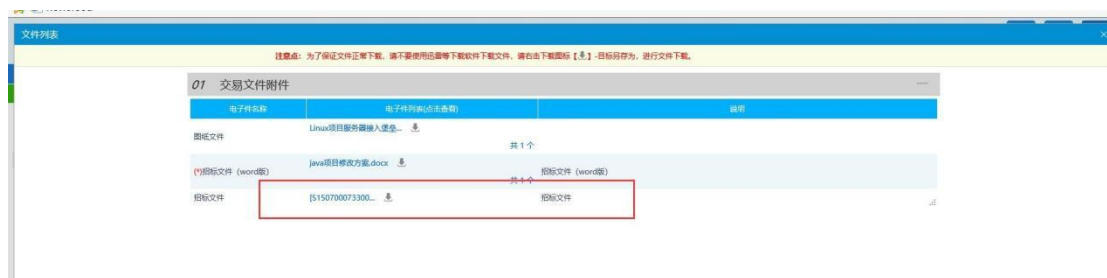 文件列表
注意点：为了保证文件正常下载，请不要使用迅雷等下载软件下载文件，请右击下载图标【】-目标另存为，进行文件下载。
01 交易文件附件
电子件名称 电子件列表(点击查看) 说明
图纸文件 Linux项目服务器接入堡垒...
共 1 个
(*)招标文件（word版） java项目修改方案.docx 招标文件（word版）
共 1 个
招标文件 [S150700073300... 招标文件